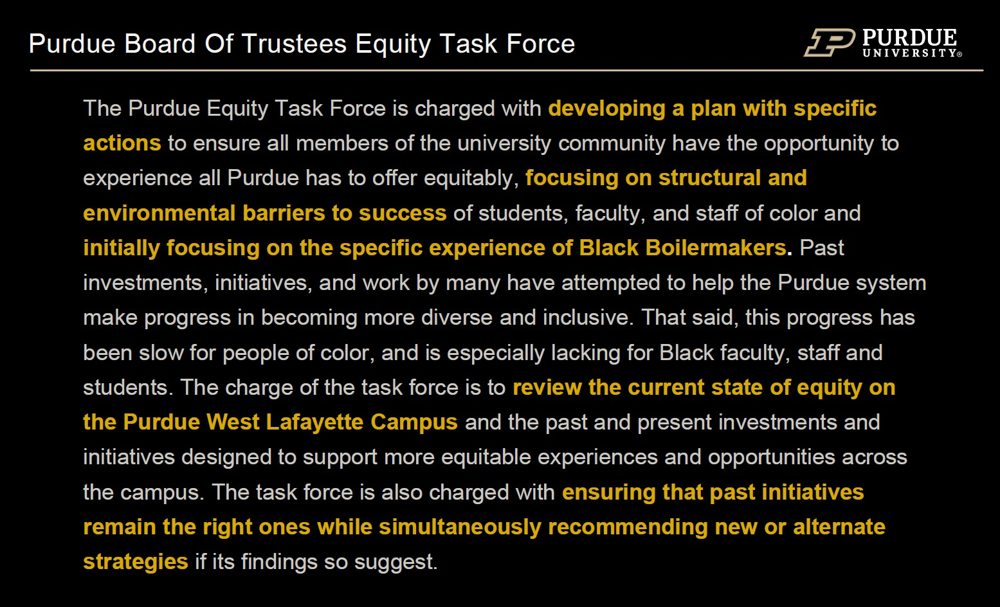 Purdue Board Of Trustees Equity Task Force
PURDUE
UNIVERSITY®
The Purdue Equity Task Force is charged with developing a plan with specific
actions to ensure all members of the university community have the opportunity to
experience all Purdue has to offer equitably, focusing on structural and
environmental barriers to success of students, faculty, and staff of color and
initially focusing on the specific experience of Black Boilermakers. Past
investments, initiatives, and work by many have attempted to help the Purdue system
make progress in becoming more diverse and inclusive. That said, this progress has
been slow for people of color, and is especially lacking for Black faculty, staff and
students. The charge of the task force is to review the current state of equity on
the Purdue West Lafayette Campus and the past and present investments and
initiatives designed to support more equitable experiences and opportunities across
the campus. The task force is also charged with ensuring that past initiatives
remain the right ones while simultaneously recommending new or alternate
strategies if its findings so suggest.